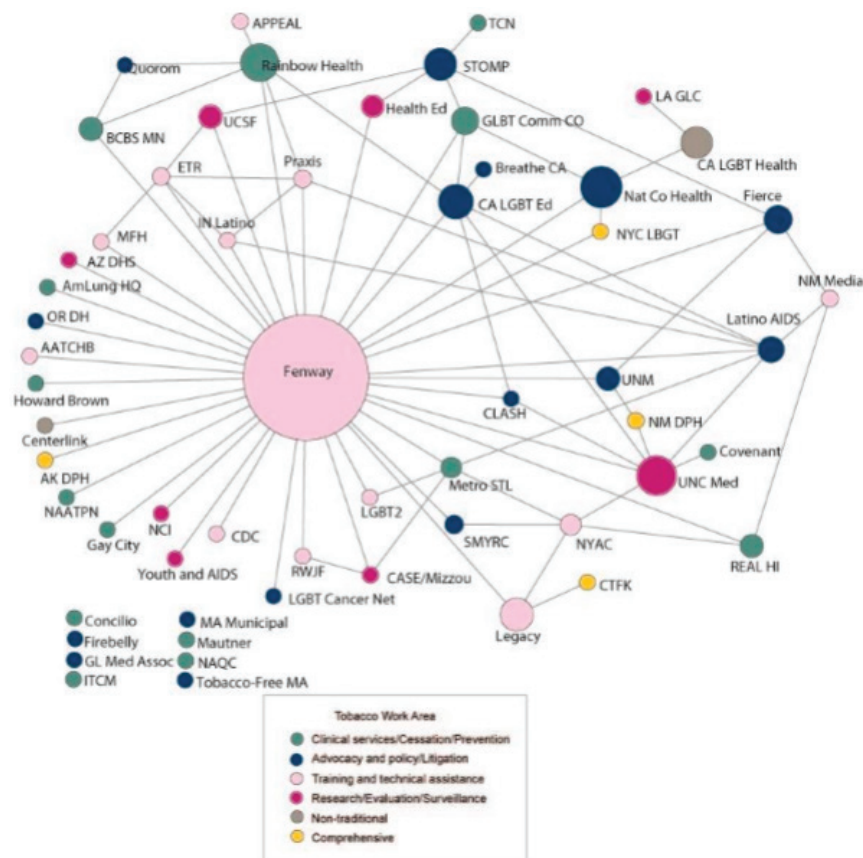 APPEAL
TCN
Quorom
Rainbow Health
STOMP
LA GLC
Health Ed
UCSF
GLBT Comm CO
BCBS MN
CA LGBT Health
ETR
Praxis
Breathe CA
CA LGBT Ed
Nat Co Health
Fierce
IN Latino
NYC LBGT
MFH
AZ DHS
AmLung HQ
NM Media
OR DH
Latino AIDS
AATCHB
Fenway
UNM
Howard Brown
CLASH
Centerlink
NM DPH
Covenant
AK DPH
Metro STL
UNC Med
NAATPN
LGBT2
NCI
Gay City
CDC
SMYRC
NYAC
REAL HI
Youth and AIDS
RWJF
CASE/Mizzou
CTFK
LGBT Cancer Net
Legacy
Concilio
MA Municipal
Firebelly
Mautner
GL Med Assoc
NAQC
ITCM
Tobacco-Free MA
Tobacco Work Area
Clinical services/Cessation/Prevention
Advocacy and policy/Litigation
Training and technical assistance
Research/Evaluation/Surveillance
Non-traditional
Comprehensive